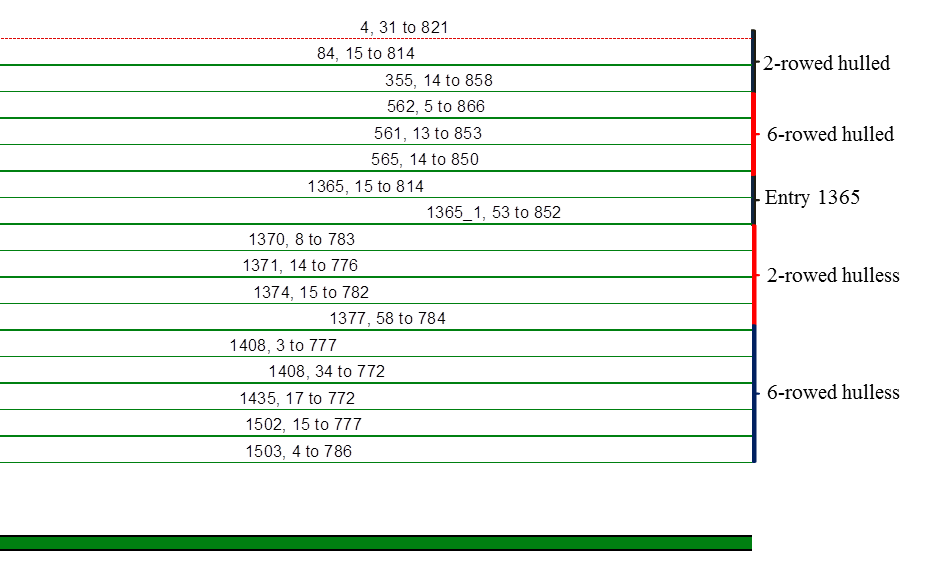 4, 31 to 821
84, 15 to 814
2-rowed hulled
355, 14 to 858
562, 5 to 866
561, 13 to 853
6-rowed hulled
565, 14 to 850
1365, 15 to 814
Entry 1365
1365_1, 53 to 852
1370, 8 to 783
1371, 14 to 776
2-rowed hulless
1374, 15 to 782
1377, 58 to 784
1408, 3 to 777
1408, 34 to 772
6-rowed hulless
1435, 17 to 772
1502, 15 to 777
1503, 4 to 786